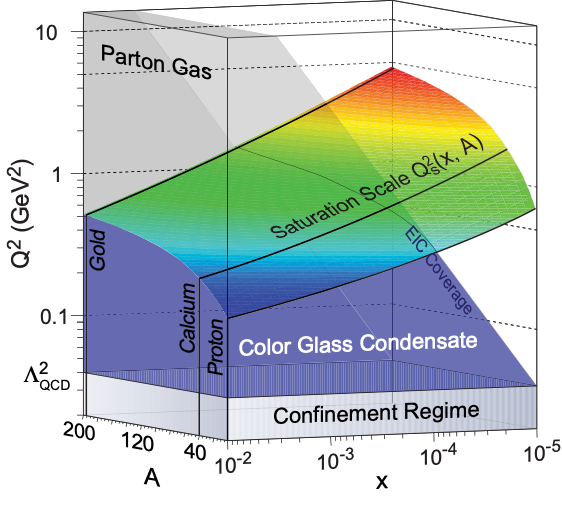 10
Parton Gas
Q² (GeV²)
1
Saturation Scale Q²s(x, A)
EIC Coverage
Gold
Calcium
Proton
0.1
Color Glass Condensate
Λ²QCD
Confinement Regime
200
120
40
A
10⁻²
10⁻³
10⁻⁴
10⁻⁵
x